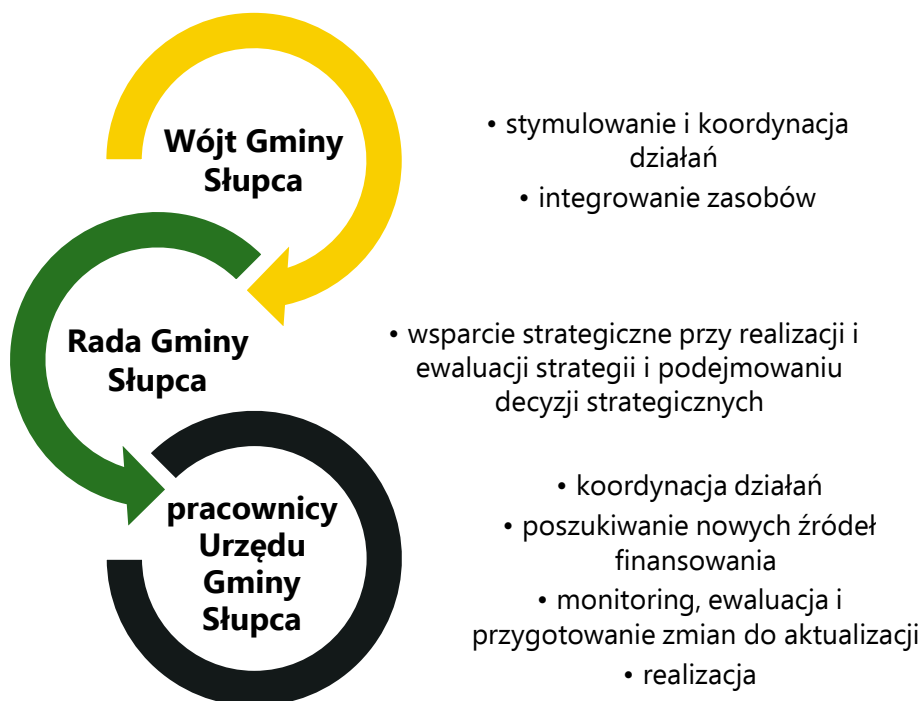 Wójt Gminy
Słupca
• stymulowanie i koordynacja
działań
• integrowanie zasobów
Rada Gminy
Słupca
• wsparcie strategiczne przy realizacji i
ewaluacji strategii i podejmowaniu
decyzji strategicznych
pracownicy
Urzędu
Gminy
Słupca
• koordynacja działań
• poszukiwanie nowych źródeł
finansowania
• monitoring, ewaluacja i
przygotowanie zmian do aktualizacji
• realizacja